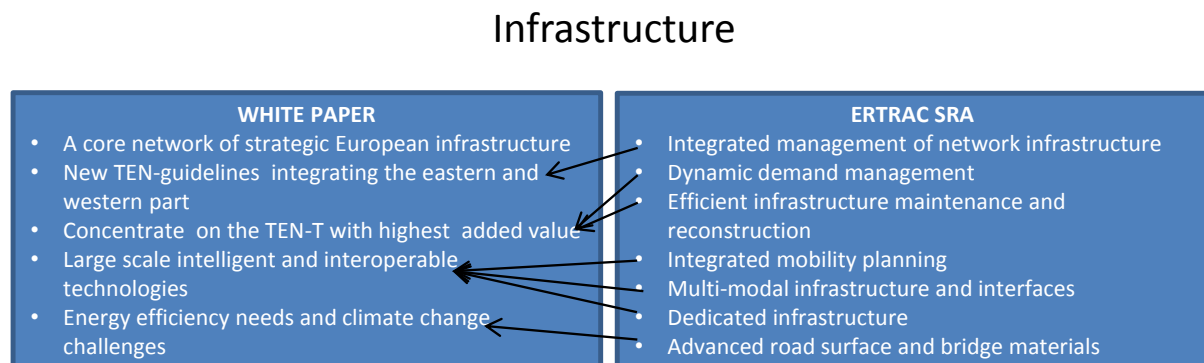 Infrastructure
WHITE PAPER
• A core network of strategic European infrastructure
• New TEN-guidelines integrating the eastern and
western part
• Concentrate on the TEN-T with highest added value
• Large scale intelligent and interoperable
technologies
• Energy efficiency needs and climate change
challenges
ERTRAC SRA
• Integrated management of network infrastructure
• Dynamic demand management
• Efficient infrastructure maintenance and
reconstruction
• Integrated mobility planning
• Multi-modal infrastructure and interfaces
• Dedicated infrastructure
• Advanced road surface and bridge materials